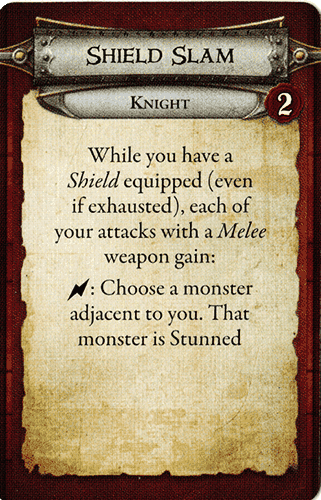 Shield Slam
Knight
2
While you have a
Shield equipped (even
if exhausted), each of
your attacks with a Melee
weapon gain:
: Choose a monster
adjacent to you. That
monster is Stunned